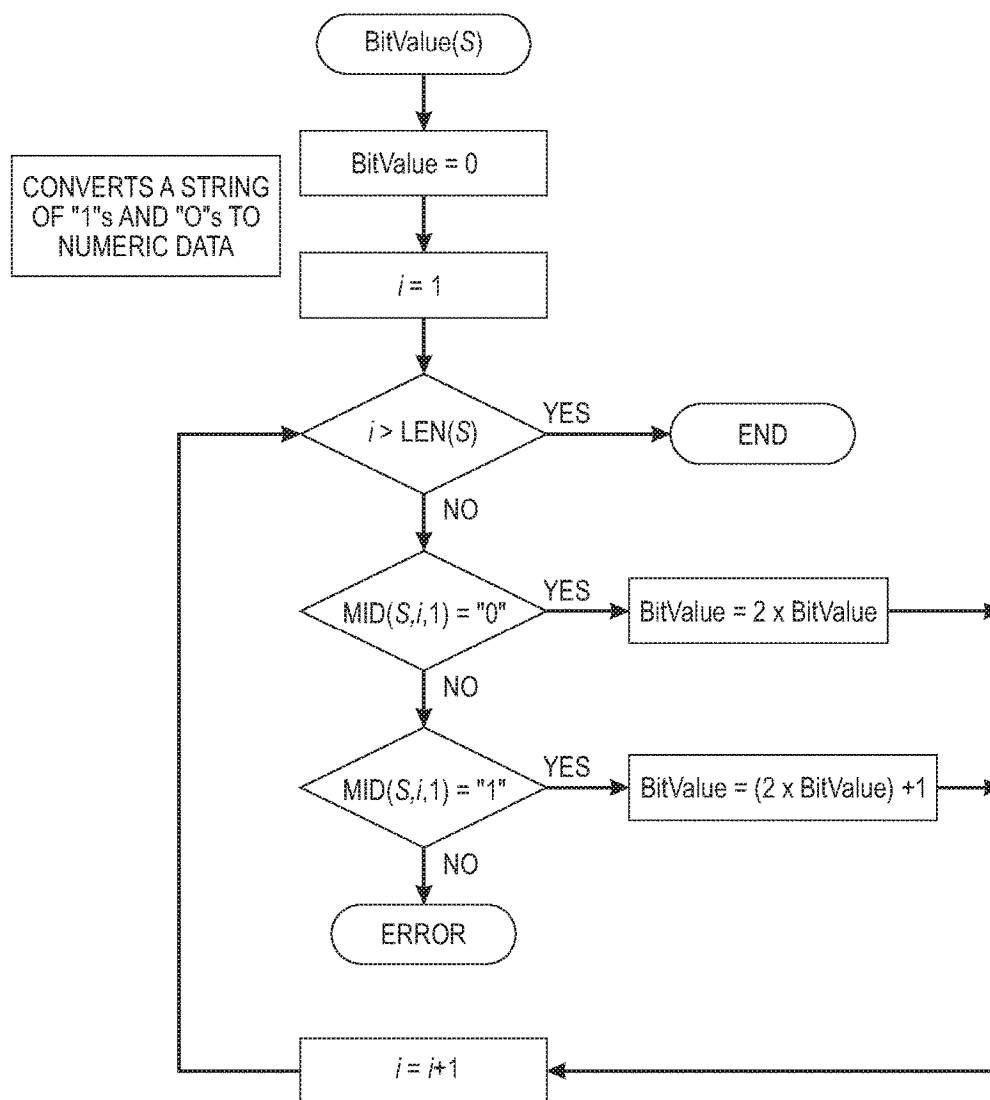 BitValue(S)
BitValue = 0
CONVERTS A STRING
OF "1"s AND "O"s TO
NUMERIC DATA
i = 1
i > LEN(S)
YES
END
NO
MID(S,i,1) = "0"
YES
BitValue = 2 x BitValue
NO
MID(S,i,1) = "1"
YES
BitValue = (2 x BitValue) +1
NO
ERROR
i = i+1